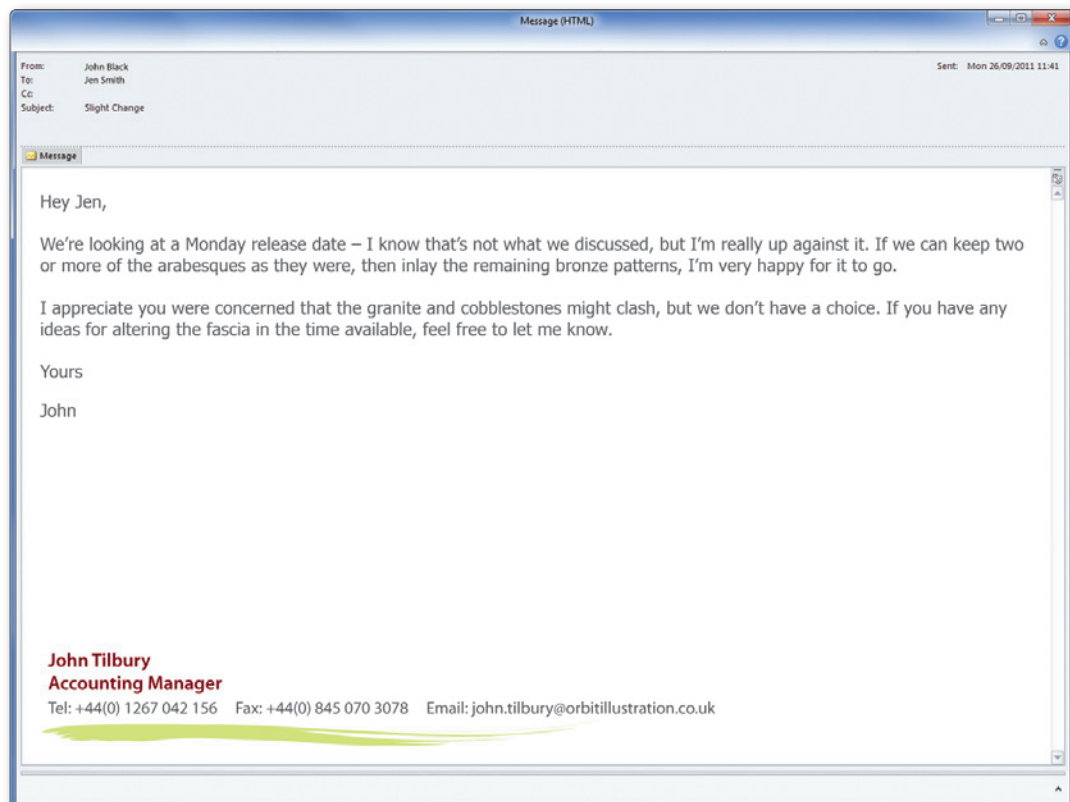 Message (HTML)
From: John Black
Sent: Mon 26/09/2011 11:41
To: Jen Smith
Cc:
Subject: Slight Change
Message
Hey Jen,
We're looking at a Monday release date – I know that's not what we discussed, but I'm really up against it. If we can keep two
or more of the arabesques as they were, then inlay the remaining bronze patterns, I'm very happy for it to go.
I appreciate you were concerned that the granite and cobblestones might clash, but we don't have a choice. If you have any
ideas for altering the fascia in the time available, feel free to let me know.
Yours
John
John Tilbury
Accounting Manager
Tel: +44(0) 1267 042 156 Fax: +44(0) 845 070 3078 Email: john.tilbury@orbitillustration.co.uk